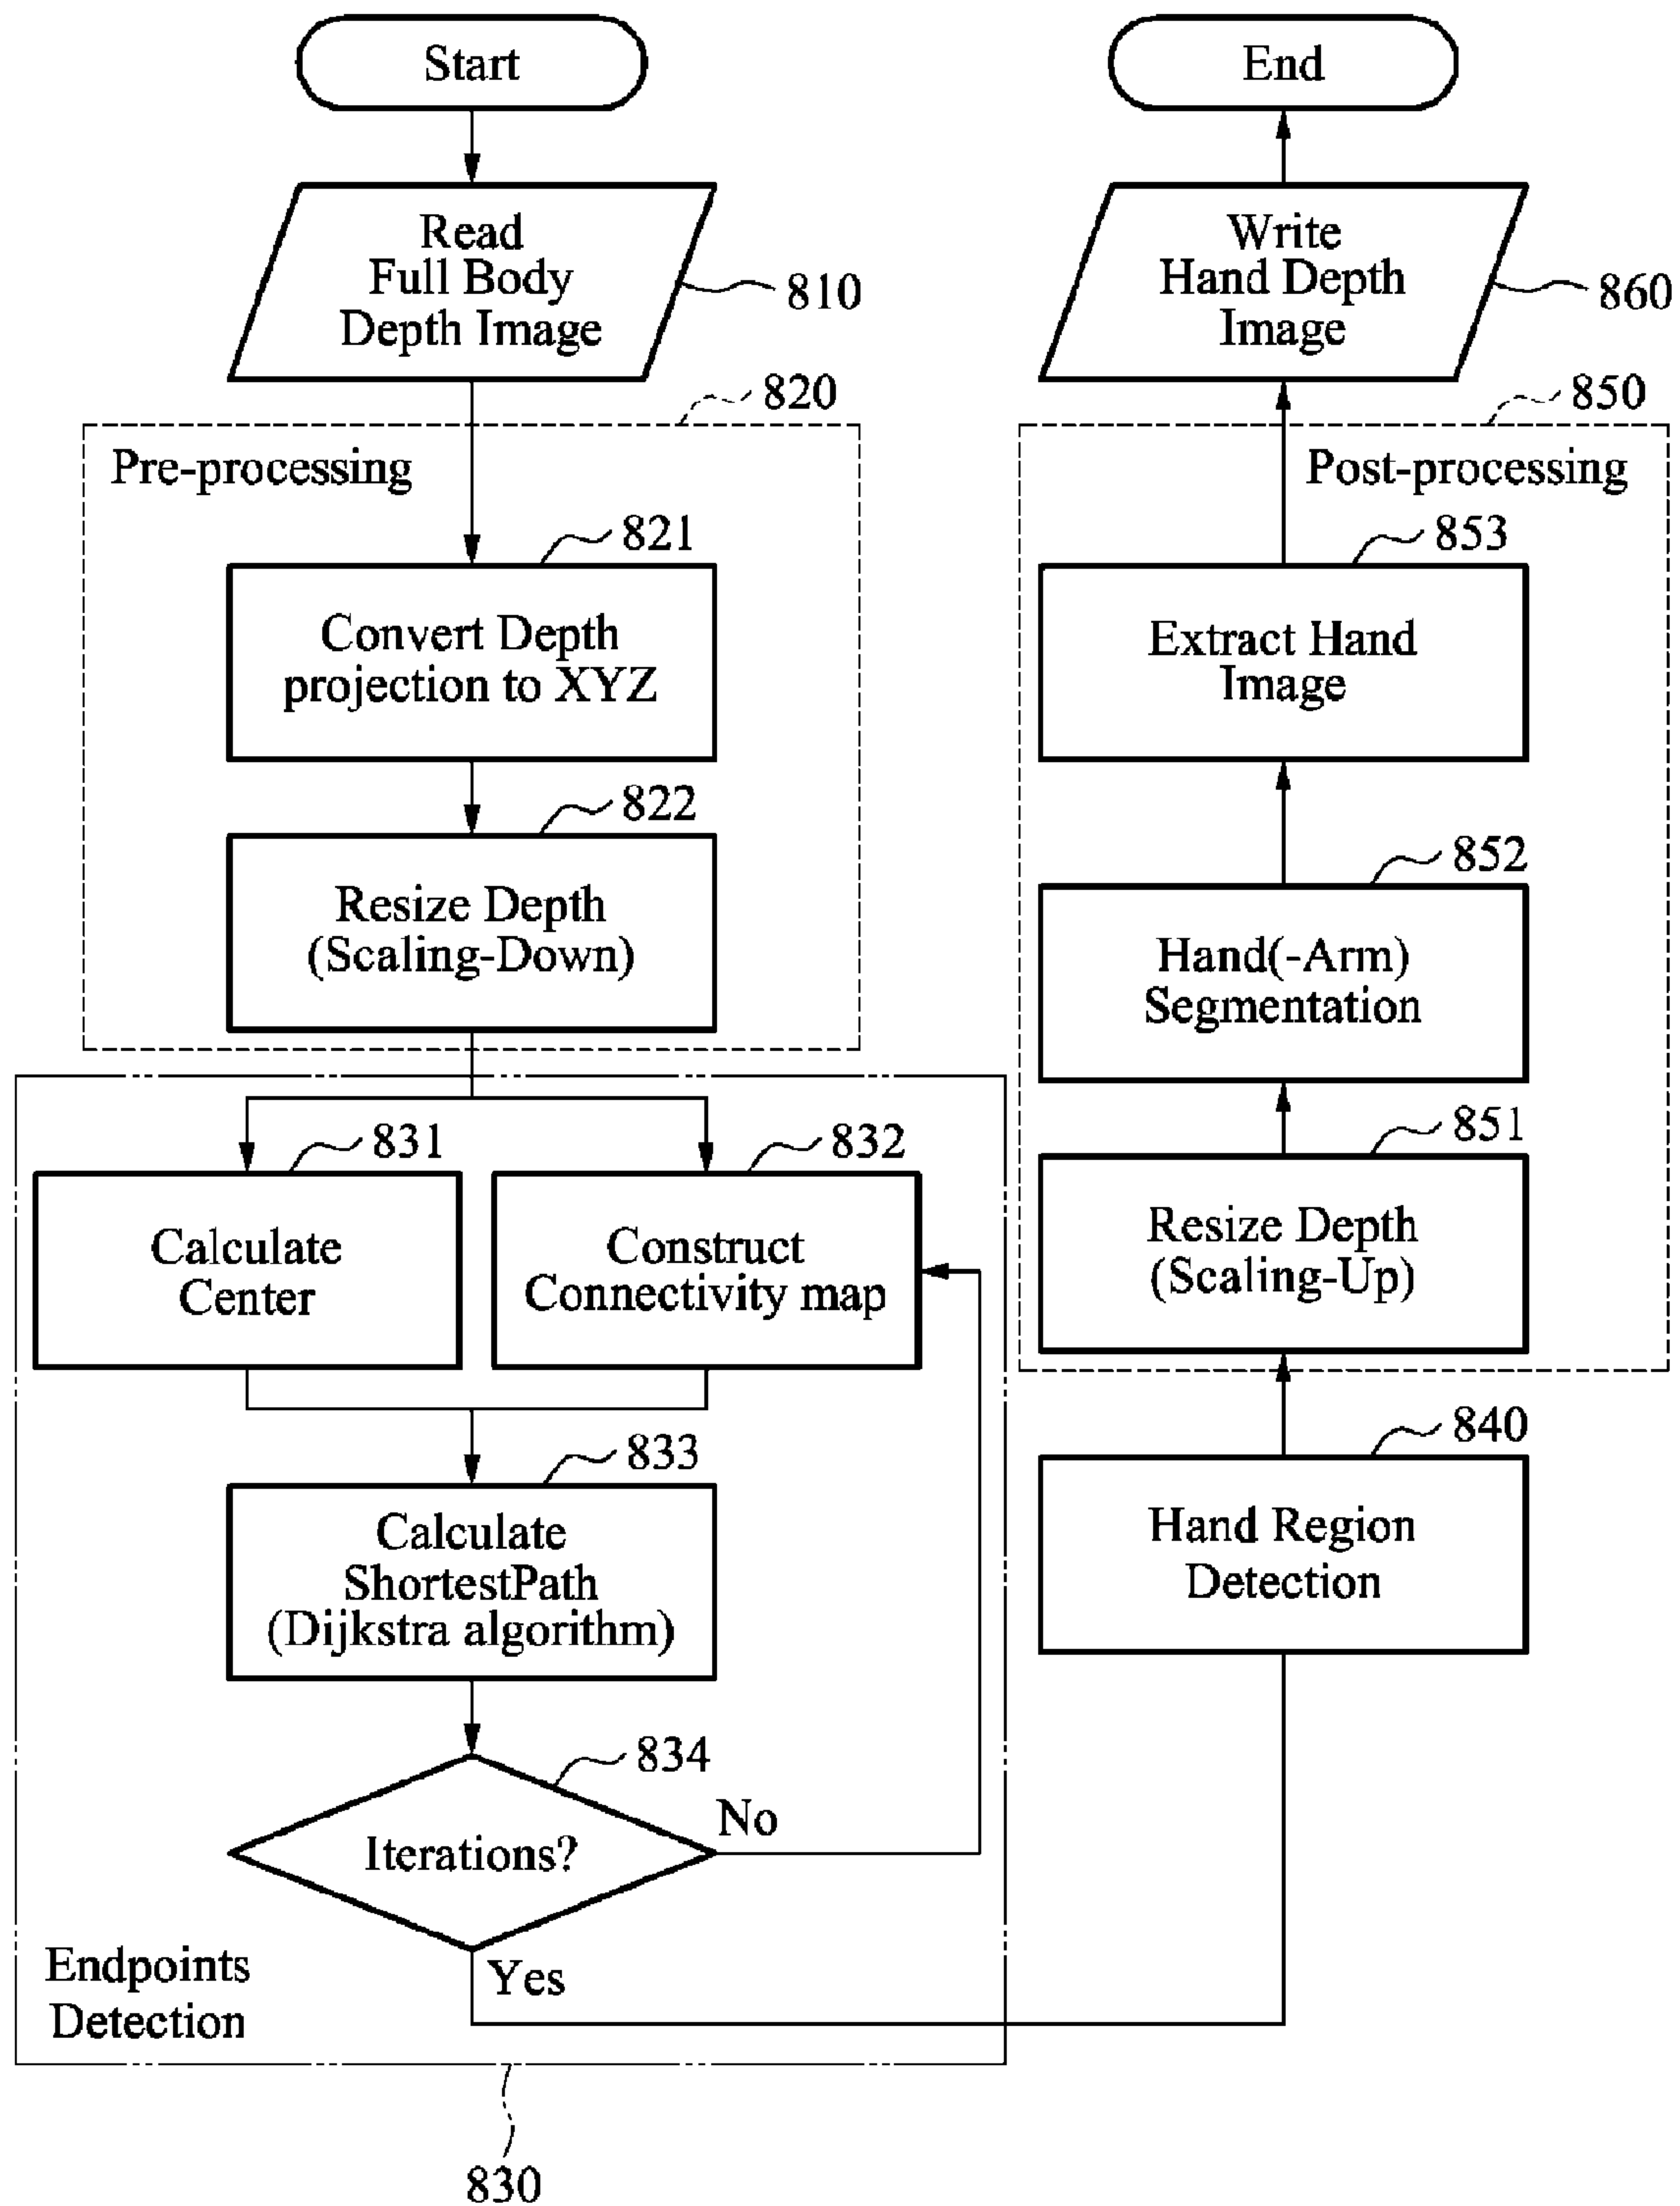 Start
Read
Full Body
Depth Image
810
820
Pre-processing
821
Convert Depth
projection to XYZ
822
Resize Depth
(Scaling-Down)
831
Calculate
Center
832
Construct
Connectivity map
833
Calculate
ShortestPath
(Dijkstra algorithm)
834
Iterations?
No
Yes
Endpoints
Detection
830
End
Write
Hand Depth
Image
860
850
Post-processing
853
Extract Hand
Image
852
Hand(-Arm)
Segmentation
851
Resize Depth
(Scaling-Up)
840
Hand Region
Detection